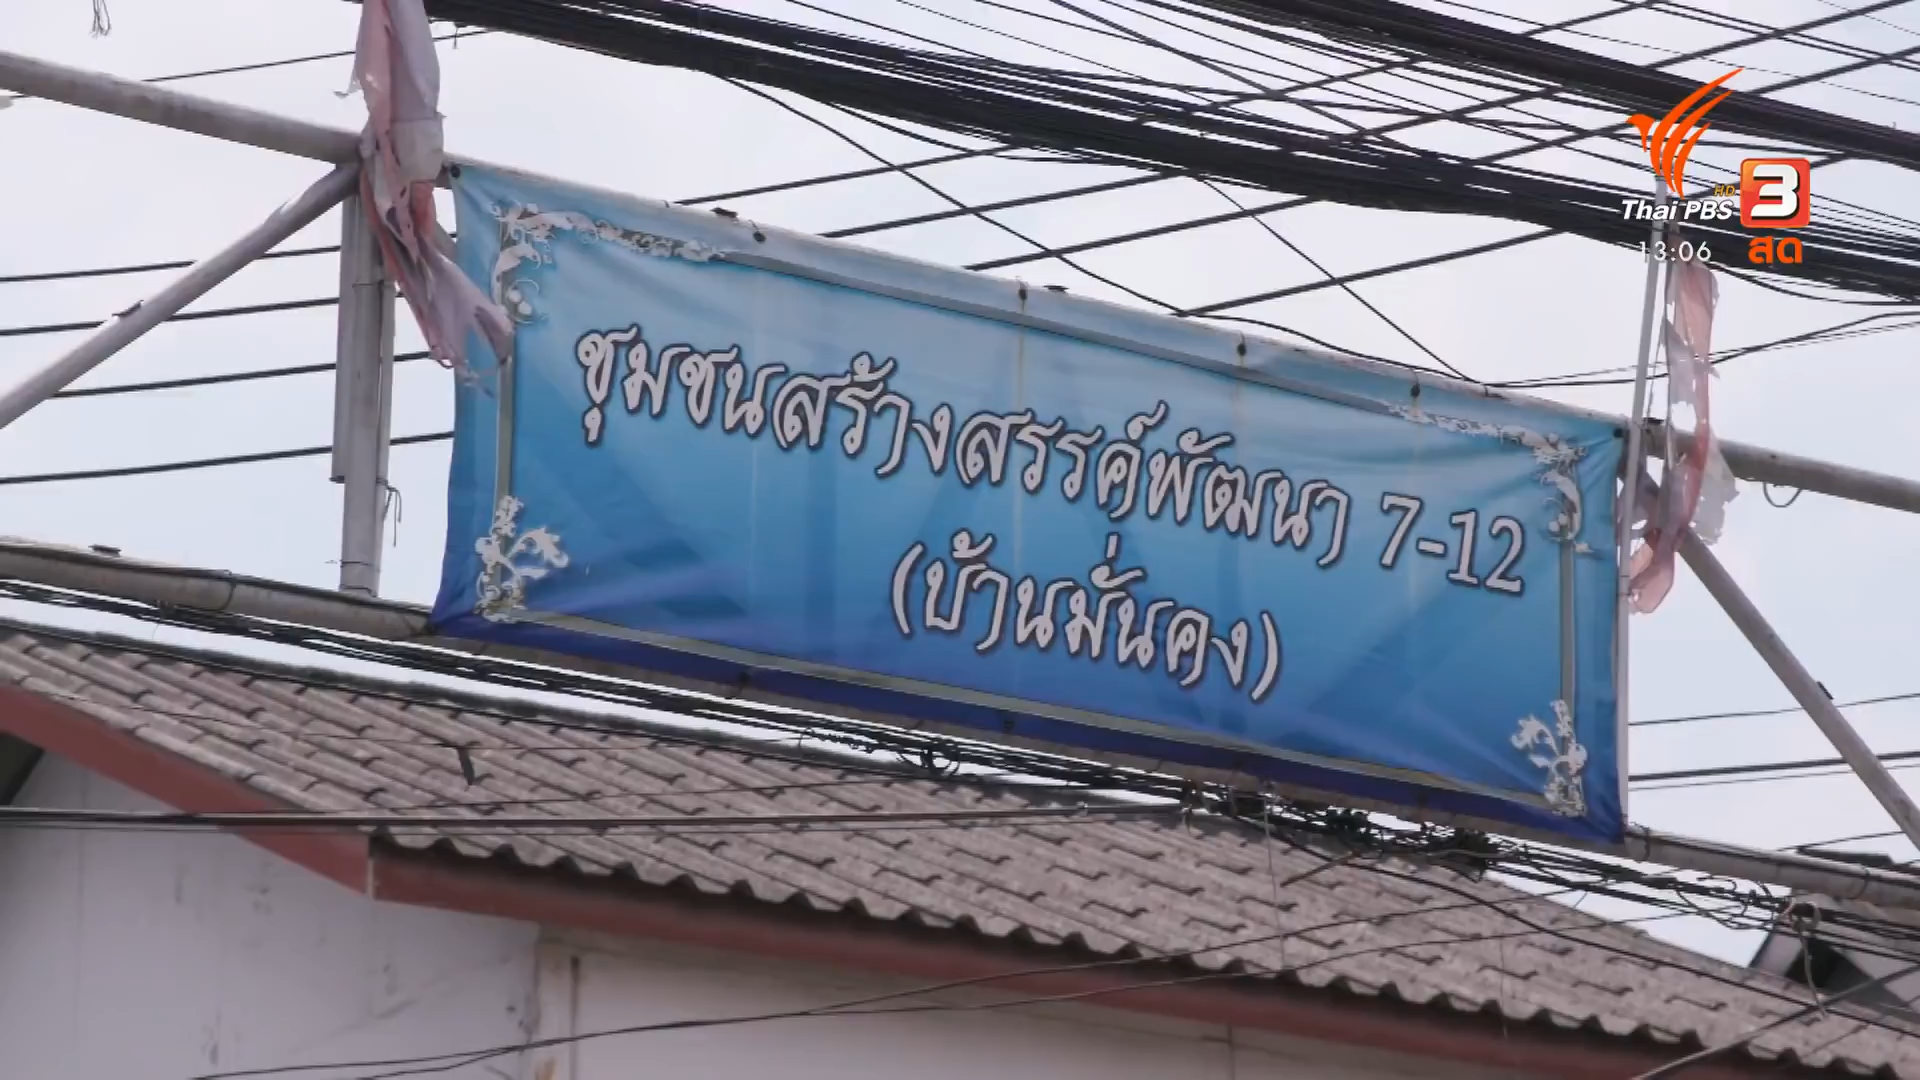 ชุมชนสร้างสรรค์พัฒนา 7-12
(บ้านมั่นคง)
HD
Thai PBS 3
13:06 สด